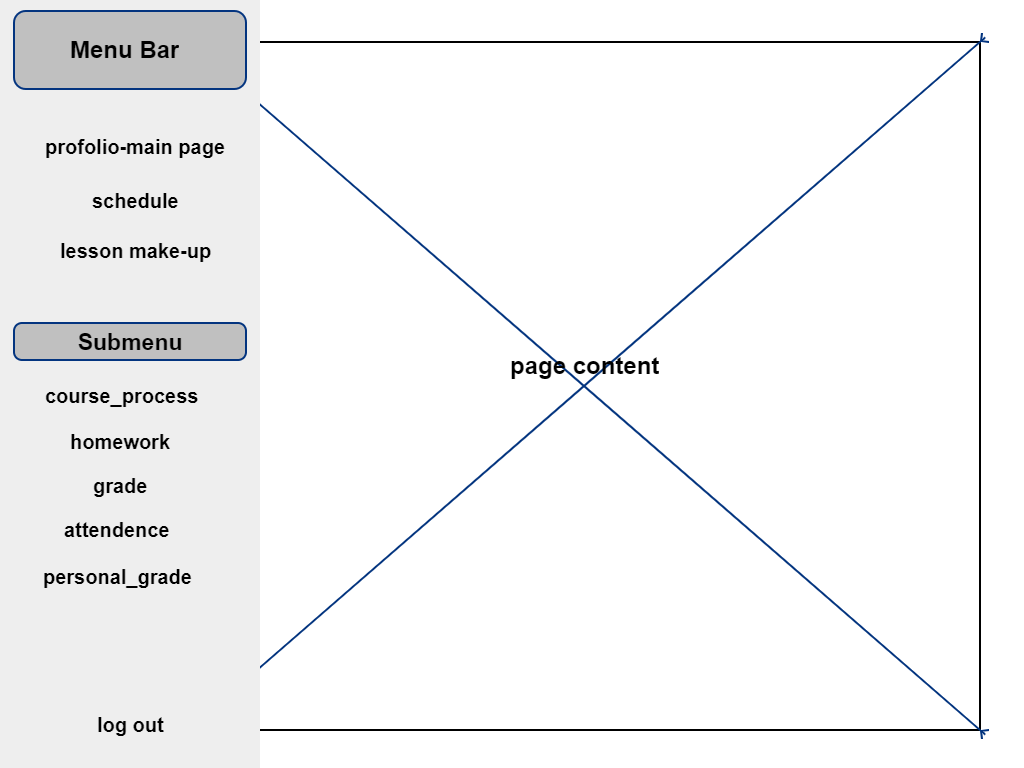 Menu Bar
profolio-main page
schedule
lesson make-up
Submenu
course_process
homework
grade
attendence
personal_grade
log out
page content